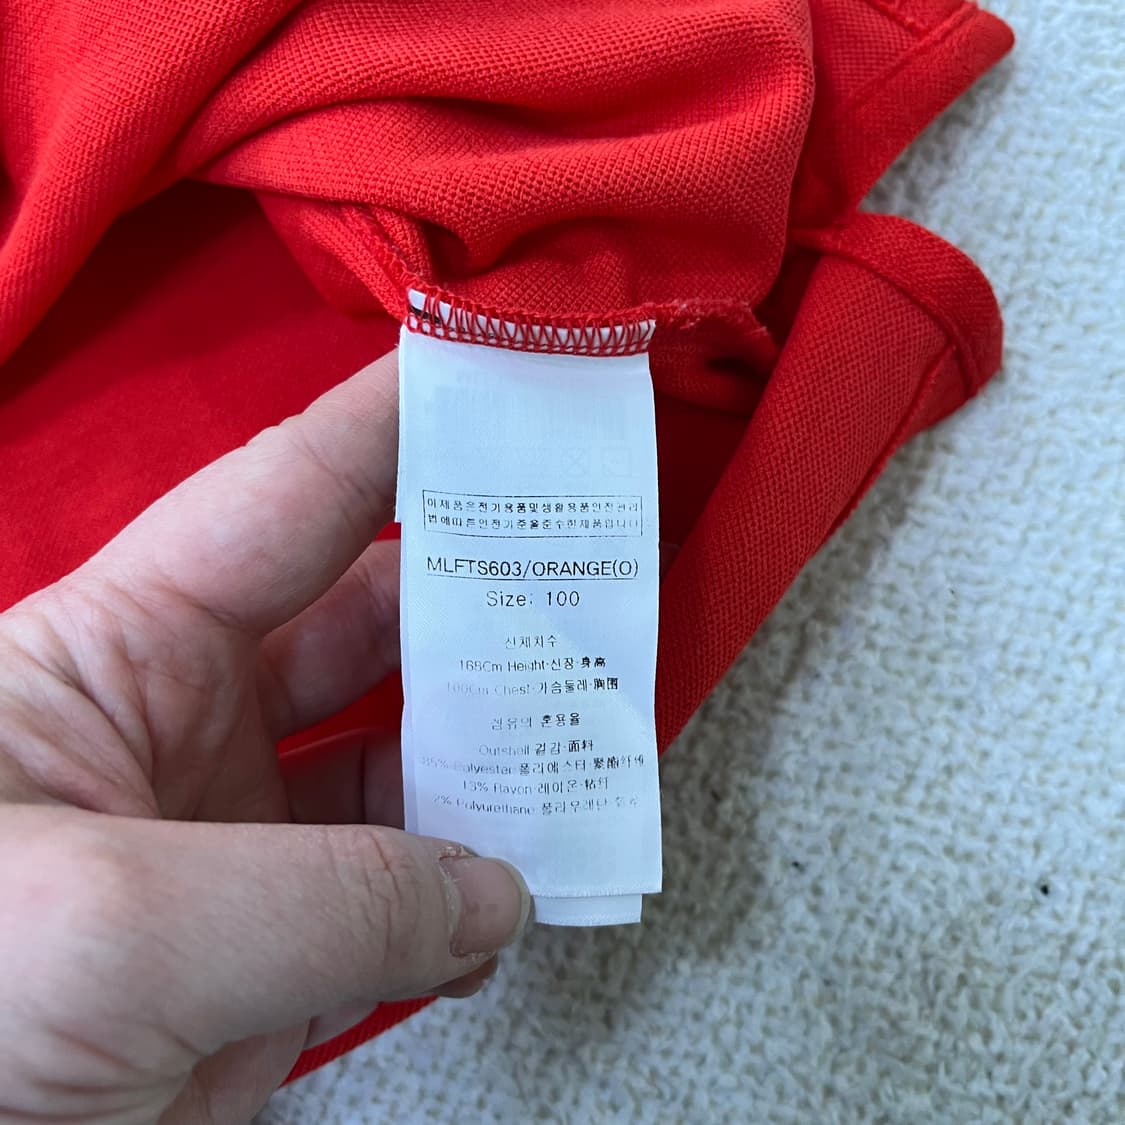 이 제품은 전기용품 및 생활용품 안전관리
법에 따른 안전기준을 준수한 제품입니다
MLFTS603/ORANGE(O)
Size: 100
신체치수
168Cm Height·신장·身高
100Cm Chest·가슴둘레·胸围
섬유의 혼용율
Outshell 겉감·面料
85% Polyester·폴리에스터·聚酯纤维
13% Rayon·레이온·粘纤
2% Polyurethane·폴리우레탄·